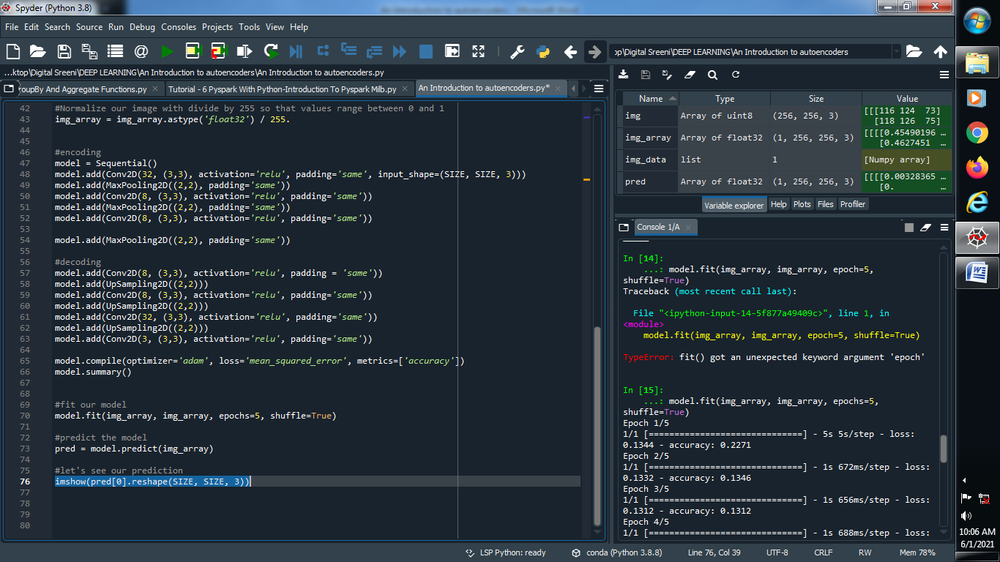 Spyder (Python 3.8)
File Edit Search Source Run Debug Consoles Projects Tools View Help
op\Digital Sreeni\DEEP LEARNING\An Introduction to autoencoders
...ktop\Digital Sreeni\DEEP LEARNING\An Introduction to autoencoders\An Introduction to autoencoders.py
roupBy And Aggregate Functions.py Tutorial - 6 Pyspark With Python-Introduction To Pyspark Mlib.py An Introduction to autoencoders.py*
42 #Normalize our image with divide by 255 so that values range between 0 and 1
43 img_array = img_array.astype('float32') / 255.
44
45
46 #encoding
47 model = Sequential()
48 model.add(Conv2D(32, (3,3), activation='relu', padding='same', input_shape=(SIZE, SIZE, 3)))
49 model.add(MaxPooling2D((2,2), padding='same'))
50 model.add(Conv2D(8, (3,3), activation='relu', padding='same'))
51 model.add(MaxPooling2D((2,2), padding='same'))
52 model.add(Conv2D(8, (3,3), activation='relu', padding='same'))
53
54 model.add(MaxPooling2D((2,2), padding='same'))
55
56 #decoding
57 model.add(Conv2D(8, (3,3), activation='relu', padding = 'same'))
58 model.add(UpSampling2D((2,2)))
59 model.add(Conv2D(8, (3,3), activation='relu', padding='same'))
60 model.add(UpSampling2D((2,2)))
61 model.add(Conv2D(32, (3,3), activation='relu', padding='same'))
62 model.add(UpSampling2D((2,2)))
63 model.add(Conv2D(3, (3,3), activation='relu', padding='same'))
64
65 model.compile(optimizer='adam', loss='mean_squared_error', metrics=['accuracy'])
66 model.summary()
67
68
69 #fit our model
70 model.fit(img_array, img_array, epochs=5, shuffle=True)
71
72 #predict the model
73 pred = model.predict(img_array)
74
75 #let's see our prediction
76 imshow(pred[0].reshape(SIZE, SIZE, 3))
77
78
79
80
Name Type Size Value
img Array of uint8 (256, 256, 3) [[[116 124 73]
[118 126 75]
img_array Array of float32 (1, 256, 256, 3) [[[[0.45490196 …
[0.4627451 …
img_data list 1 [Numpy array]
pred Array of float32 (1, 256, 256, 3) [[[[0.00328365 …
[0. …
Variable explorer Help Plots Files Profiler
Console 1/A
In [14]:
...: model.fit(img_array, img_array, epoch=5,
shuffle=True)
Traceback (most recent call last):
File "<ipython-input-14-5f877a49409c>", line 1, in
<module>
model.fit(img_array, img_array, epoch=5, shuffle=True)
TypeError: fit() got an unexpected keyword argument 'epoch'
In [15]:
...: model.fit(img_array, img_array, epochs=5,
shuffle=True)
Epoch 1/5
1/1 [==============================] - 5s 5s/step - loss:
0.1344 - accuracy: 0.2271
Epoch 2/5
1/1 [==============================] - 1s 672ms/step - loss:
0.1332 - accuracy: 0.1346
Epoch 3/5
1/1 [==============================] - 1s 656ms/step - loss:
0.1312 - accuracy: 0.1312
Epoch 4/5
1/1 [==============================] - 1s 688ms/step - loss:
LSP Python: ready conda (Python 3.8.8) Line 76, Col 39 UTF-8 CRLF RW Mem 78%
10:06 AM
6/1/2021